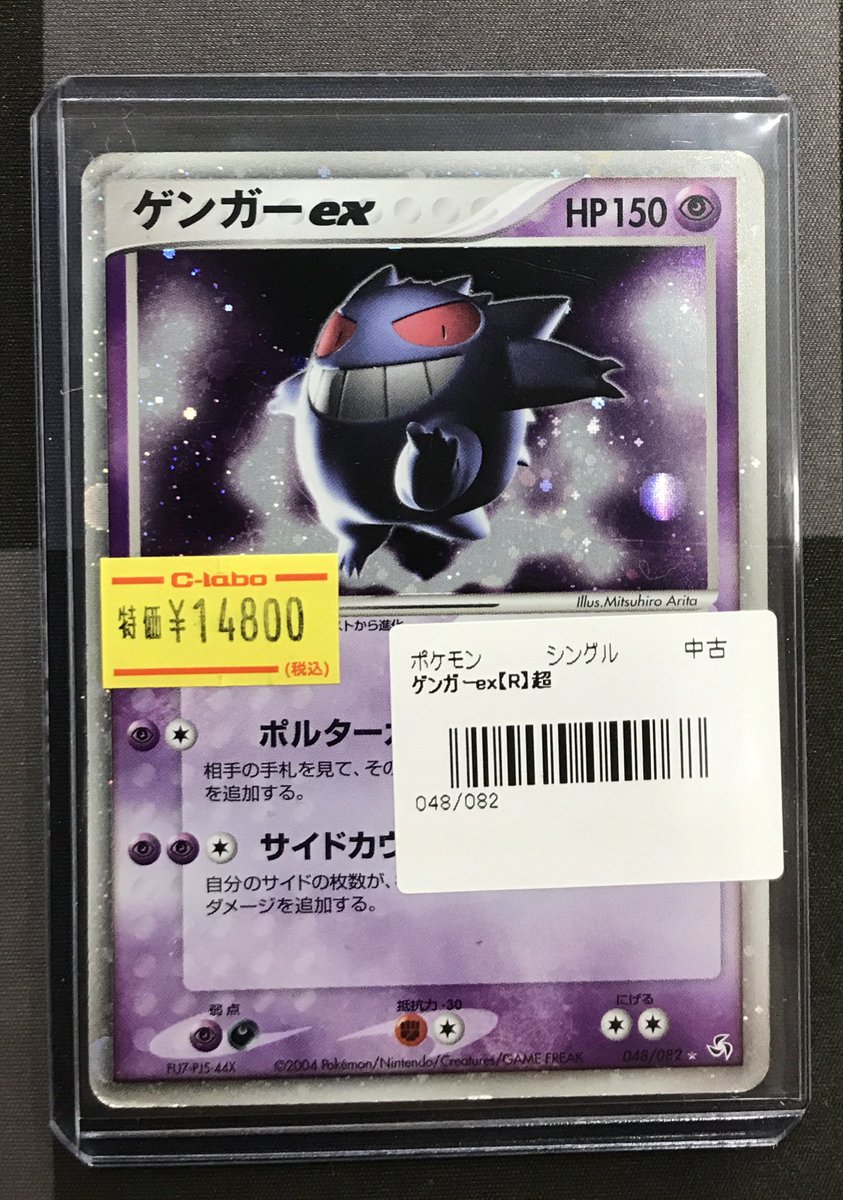 ゲンガーex HP150
Illus.Mitsuhiro Arita
C-labo
特価¥14800
(税込)
ストから進化
ポケモン シングル 中古
ゲンガーex【R】超
048/082
ポルターガ
相手の手札を見て、その
を追加する。
サイドカウ
自分のサイドの枚数が、
ダメージを追加する。
弱点 抵抗力 -30 にげる
FU7-PJ5-44X ©2004 Pokémon/Nintendo/Creatures/GAME FREAK 048/082